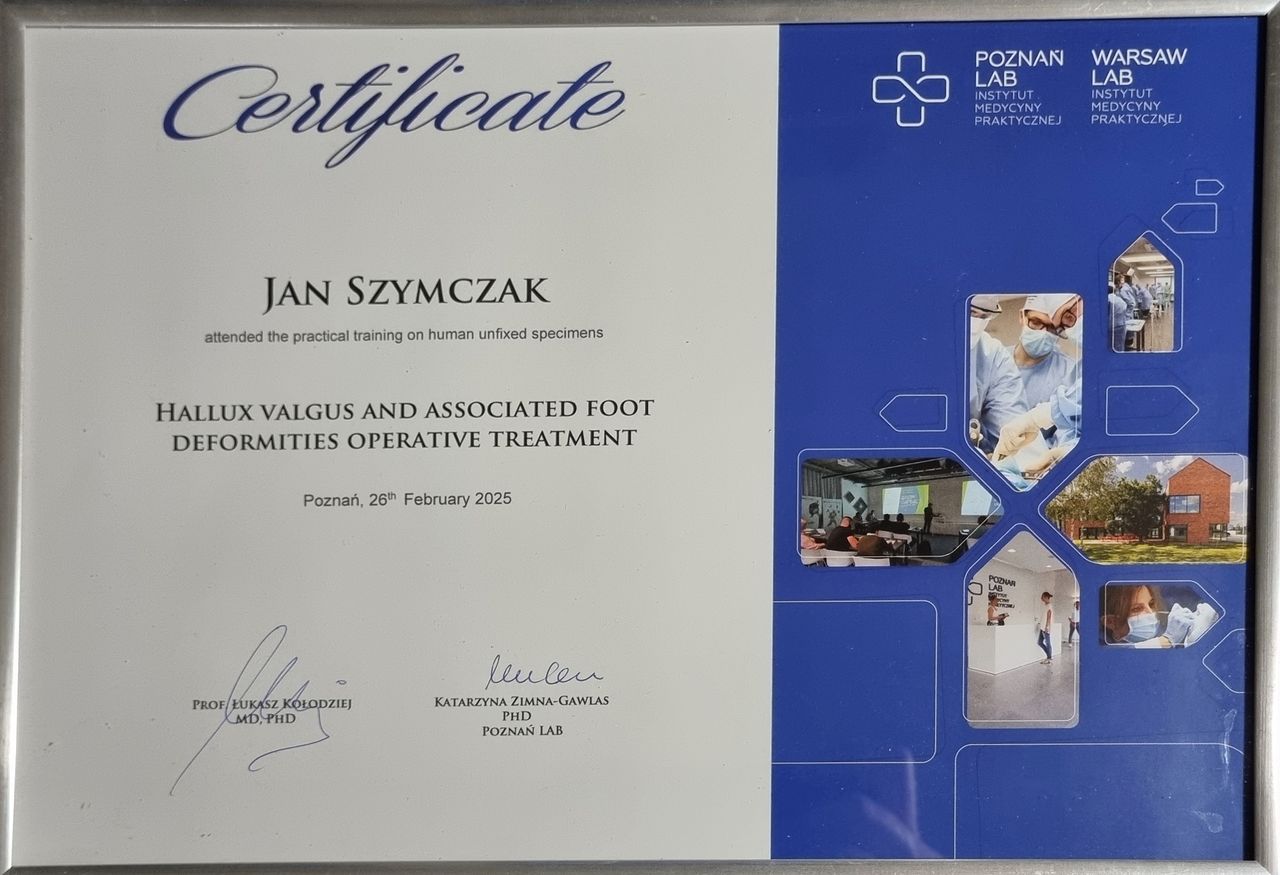 Certificate
JAN SZYMCZAK
attended the practical training on human unfixed specimens
HALLUX VALGUS AND ASSOCIATED FOOT
DEFORMITIES OPERATIVE TREATMENT
Poznań, 26th February 2025
PROF. ŁUKASZ KOŁODZIEJ
MD, PHD
KATARZYNA ZIMNA-GAWLAS
PHD
POZNAŃ LAB
POZNAŃ
LAB
INSTYTUT
MEDYCYNY
PRAKTYCZNEJ
WARSAW
LAB
INSTYTUT
MEDYCYNY
PRAKTYCZNEJ
POZNAŃ
LAB